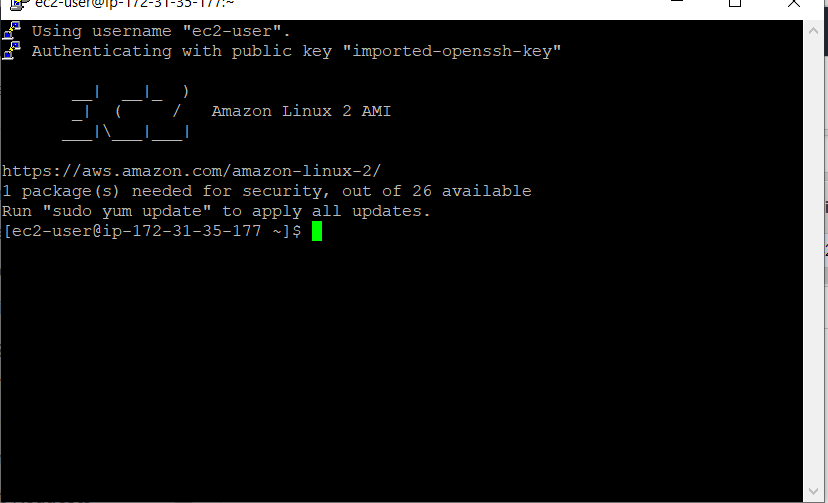 ec2-user@ip-172-31-35-177:~
Using username "ec2-user".
Authenticating with public key "imported-openssh-key"
       __|  __|_  )
       _|  (     /   Amazon Linux 2 AMI
      ___|\___|___|
https://aws.amazon.com/amazon-linux-2/
1 package(s) needed for security, out of 26 available
Run "sudo yum update" to apply all updates.
[ec2-user@ip-172-31-35-177 ~]$